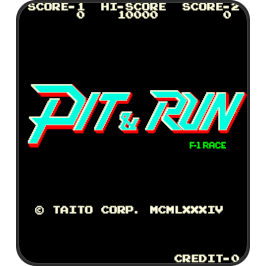 SCORE-1 HI-SCORE SCORE-2
0 10000 0
PIT & RUN
F-1 RACE
© TAITO CORP. MCMLXXXIV
CREDIT-0